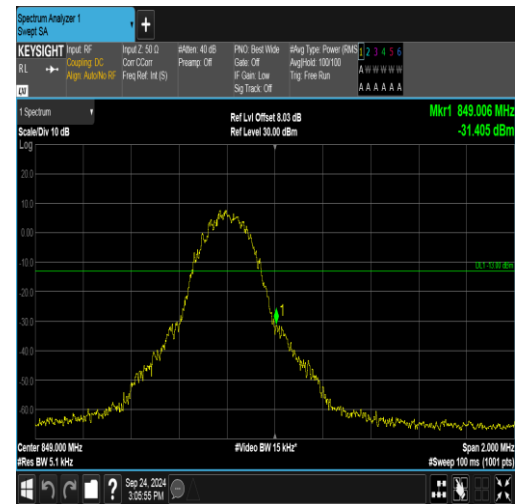 Spectrum Analyzer 1
Swept SA
+
KEYSIGHT
RL
Input: RF
Coupling: DC
Align: Auto/No RF
Input Z: 50 Ω
Corr CCorr
Freq Ref: Int (S)
#Atten: 40 dB
Preamp: Off
PNO: Best Wide
Gate: Off
IF Gain: Low
Sig Track: Off
#Avg Type: Power (RMS
Avg|Hold: 100/100
Trig: Free Run
1 2 3 4 5 6
A W W W W W
A A A A A A
1 Spectrum
Scale/Div 10 dB
Log
Ref Lvl Offset 8.03 dB
Ref Level 30.00 dBm
Mkr1 849.006 MHz
-31.405 dBm
20.0
10.0
0.00
-10.0
-20.0
-30.0
-40.0
-50.0
-60.0
UL1 -13.00 dBm
1
Center 849.000 MHz
#Res BW 5.1 kHz
#Video BW 15 kHz*
Span 2.000 MHz
#Sweep 100 ms (1001 pts)
?
Sep 24, 2024
3:05:55 PM